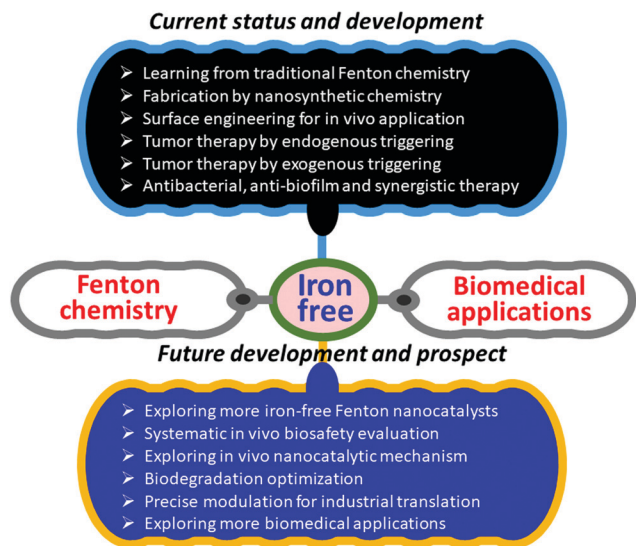 Current status and development
➢ Learning from traditional Fenton chemistry
➢ Fabrication by nanosynthetic chemistry
➢ Surface engineering for in vivo application
➢ Tumor therapy by endogenous triggering
➢ Tumor therapy by exogenous triggering
➢ Antibacterial, anti-biofilm and synergistic therapy
Fenton
chemistry
Iron
free
Biomedical
applications
Future development and prospect
➢ Exploring more iron-free Fenton nanocatalysts
➢ Systematic in vivo biosafety evaluation
➢ Exploring in vivo nanocatalytic mechanism
➢ Biodegradation optimization
➢ Precise modulation for industrial translation
➢ Exploring more biomedical applications